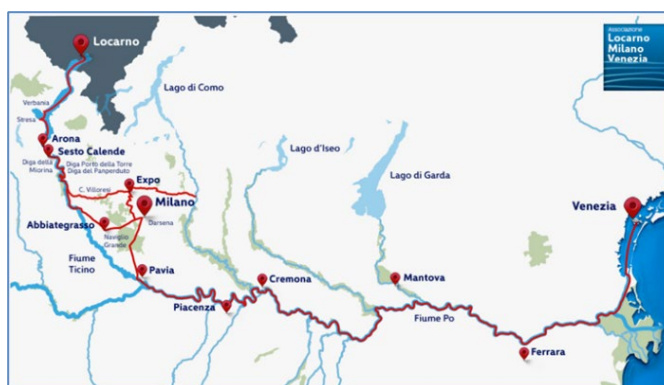 Locarno
Associazione
Locarno
Milano
Venezia
Lago di Como
Verbania
Stresa
Lago d'Iseo
Arona
Sesto Calende
Diga della
Miorina
Diga Porto della Torre
Diga del Panperduto
Lago di Garda
Expo
C. Villoresi
Milano
Darsena
Venezia
Abbiategrasso
Naviglio
Grande
Fiume
Ticino
Pavia
Cremona
Mantova
Piacenza
Fiume Po
Ferrara